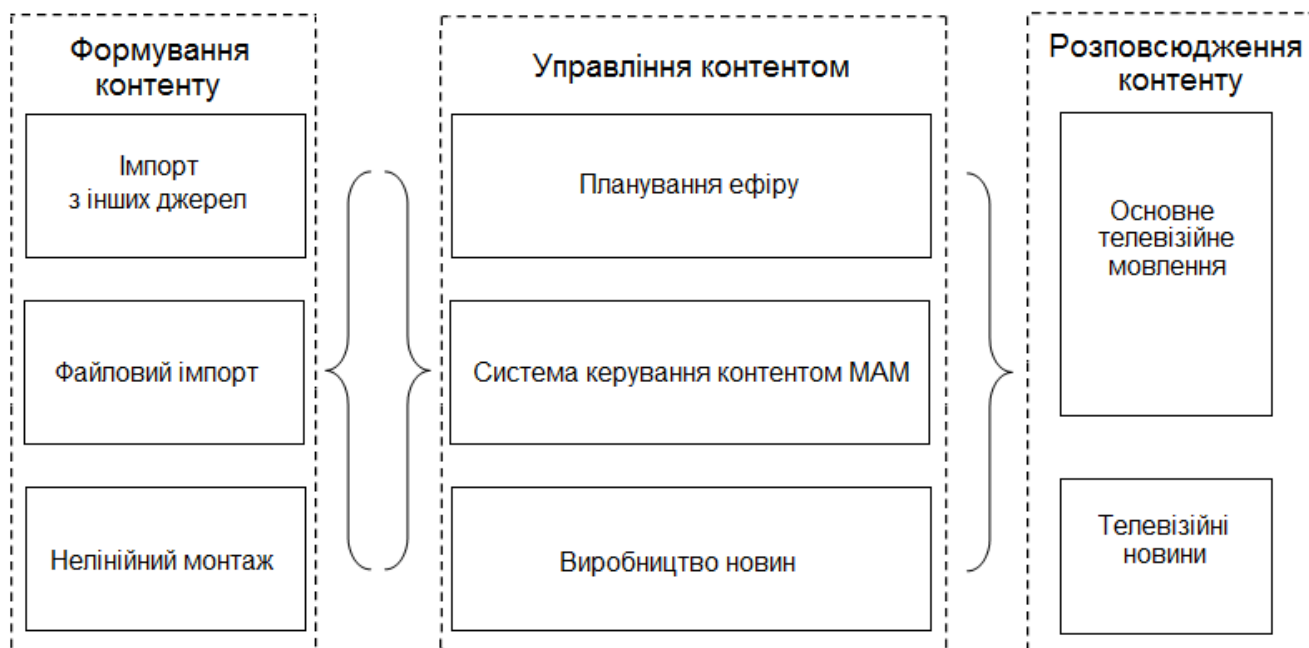 Формування
контенту
Імпорт
з інших джерел
Файловий імпорт
Нелінійний монтаж
Управління контентом
Планування ефіру
Система керування контентом МАМ
Виробництво новин
Розповсюдження
контенту
Основне
телевізійне
мовлення
Телевізійні
новини